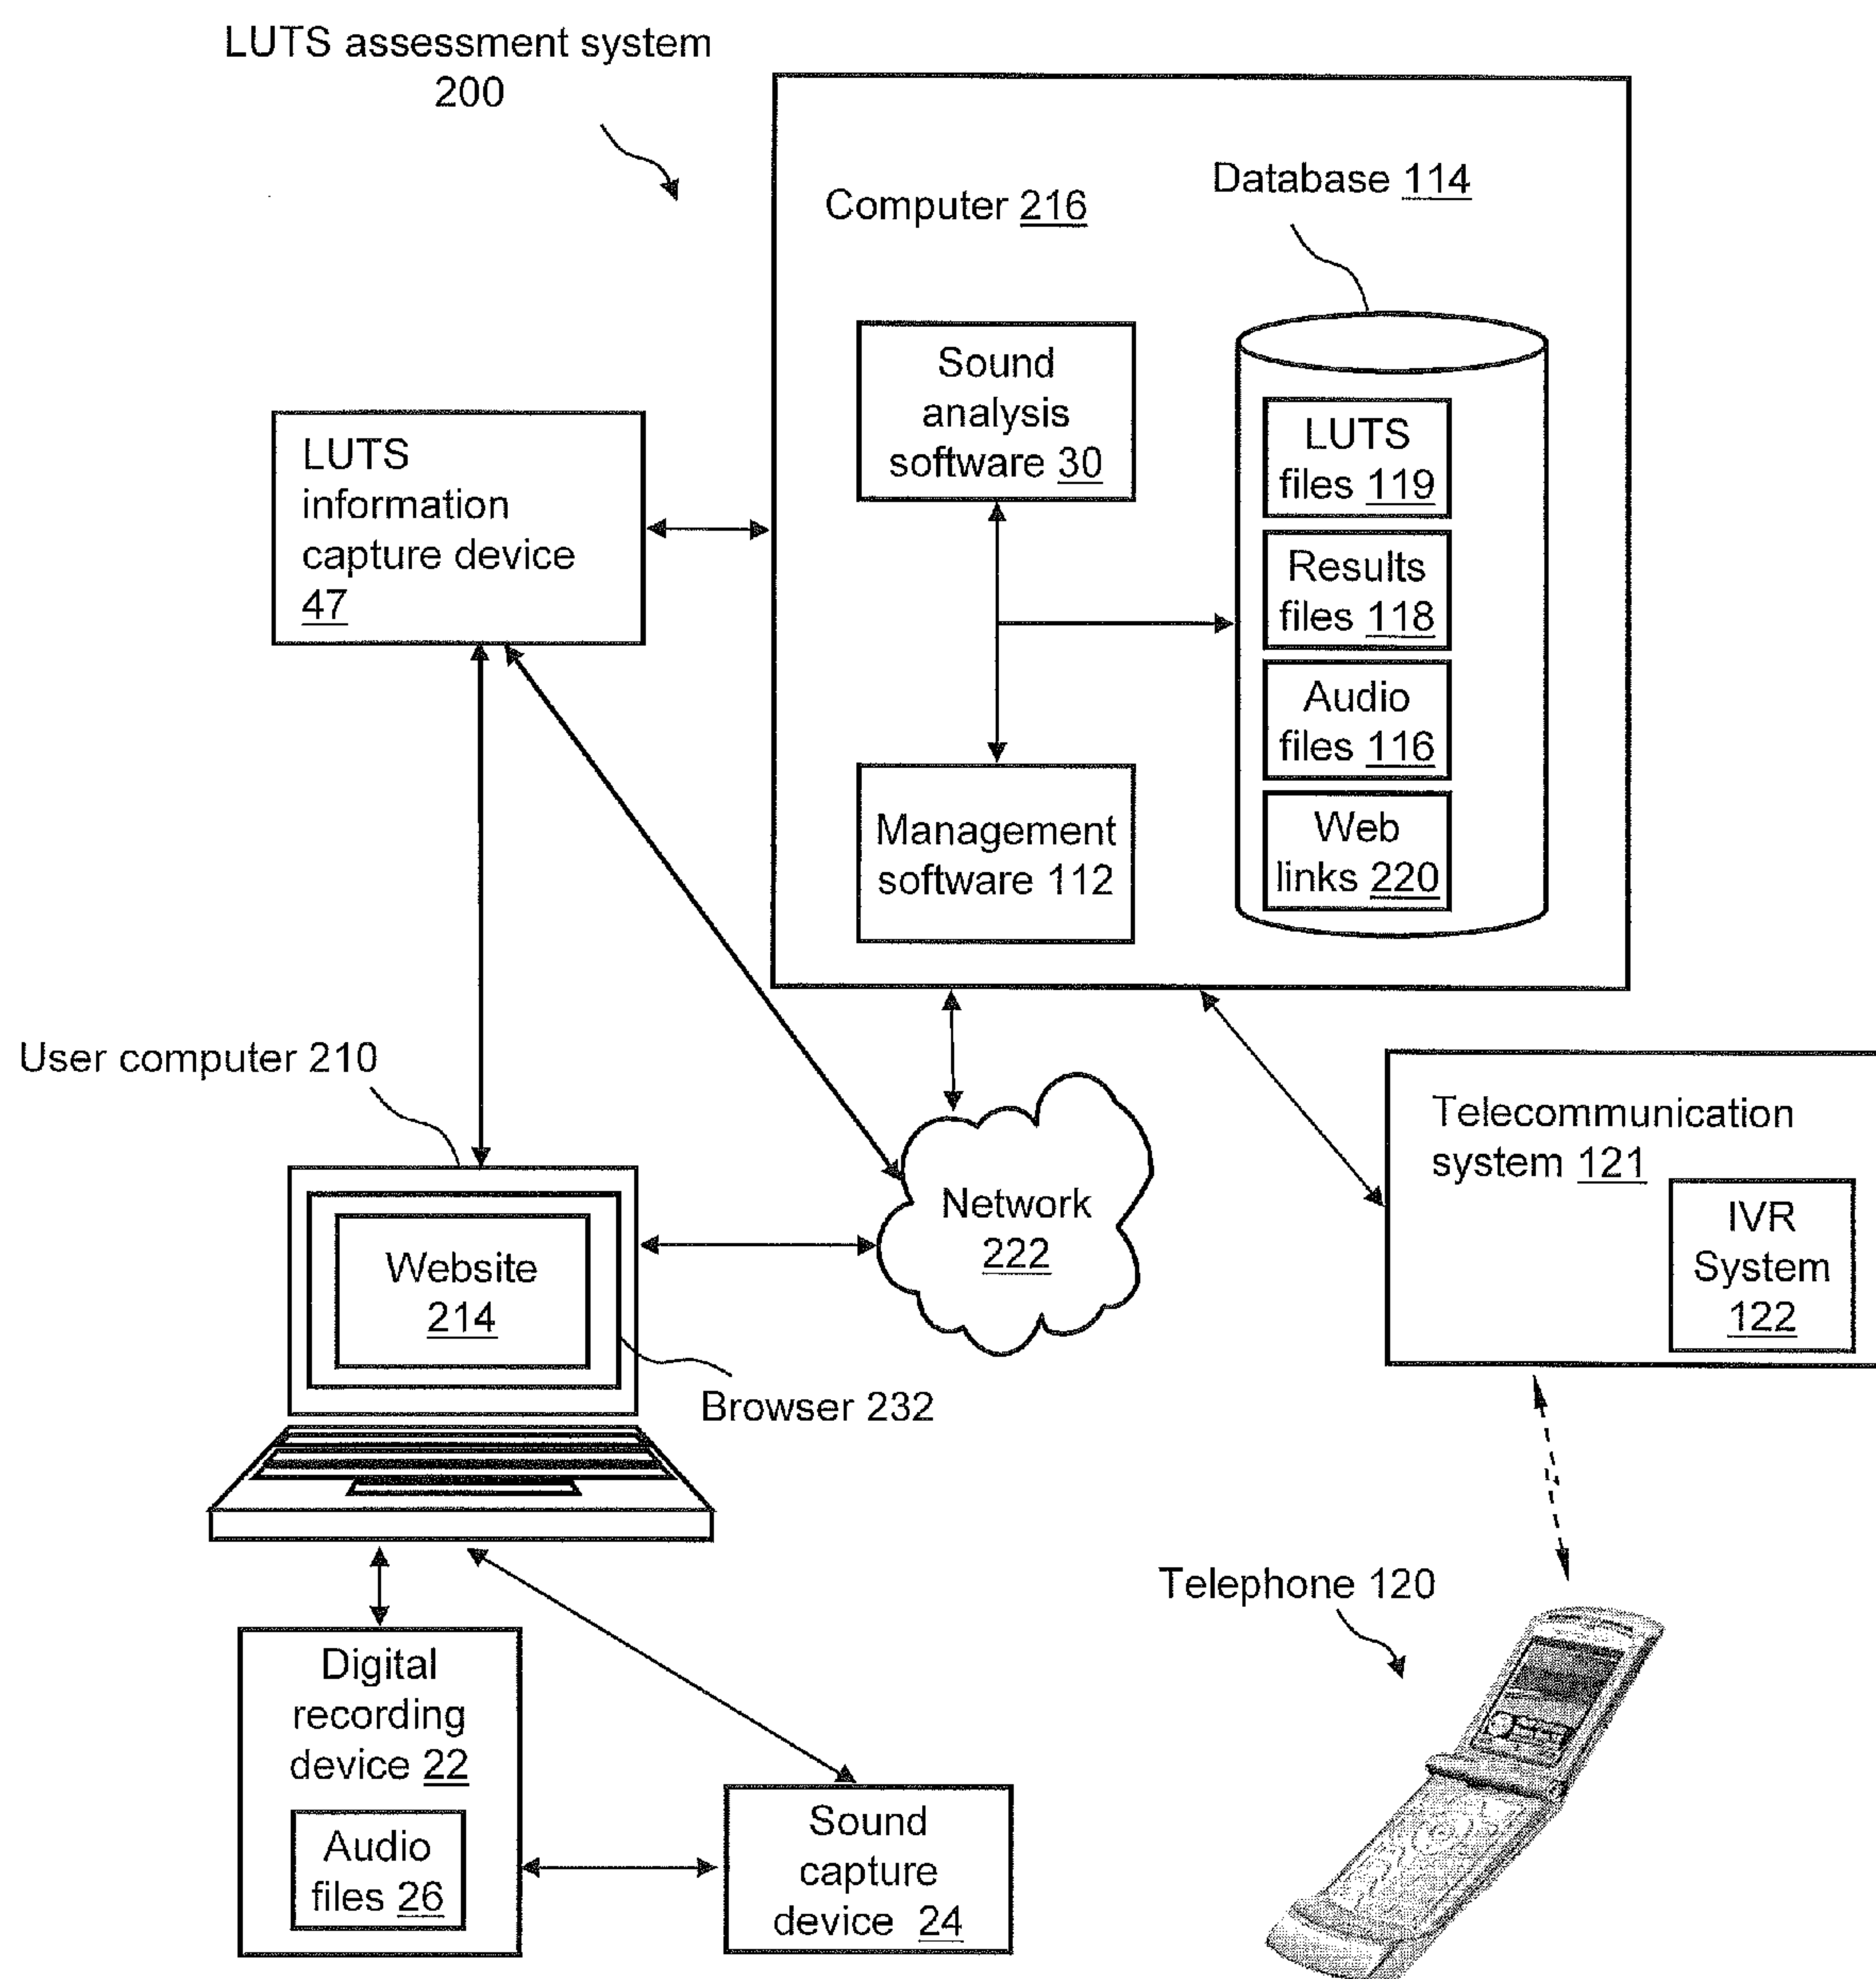 LUTS assessment system
200
Computer 216
Database 114
Sound
analysis
software 30
LUTS
files 119
Results
files 118
Audio
files 116
Web
links 220
Management
software 112
LUTS
information
capture device
47
User computer 210
Website
214
Browser 232
Network
222
Telecommunication
system 121
IVR
System
122
Telephone 120
Digital
recording
device 22
Audio
files 26
Sound
capture
device 24